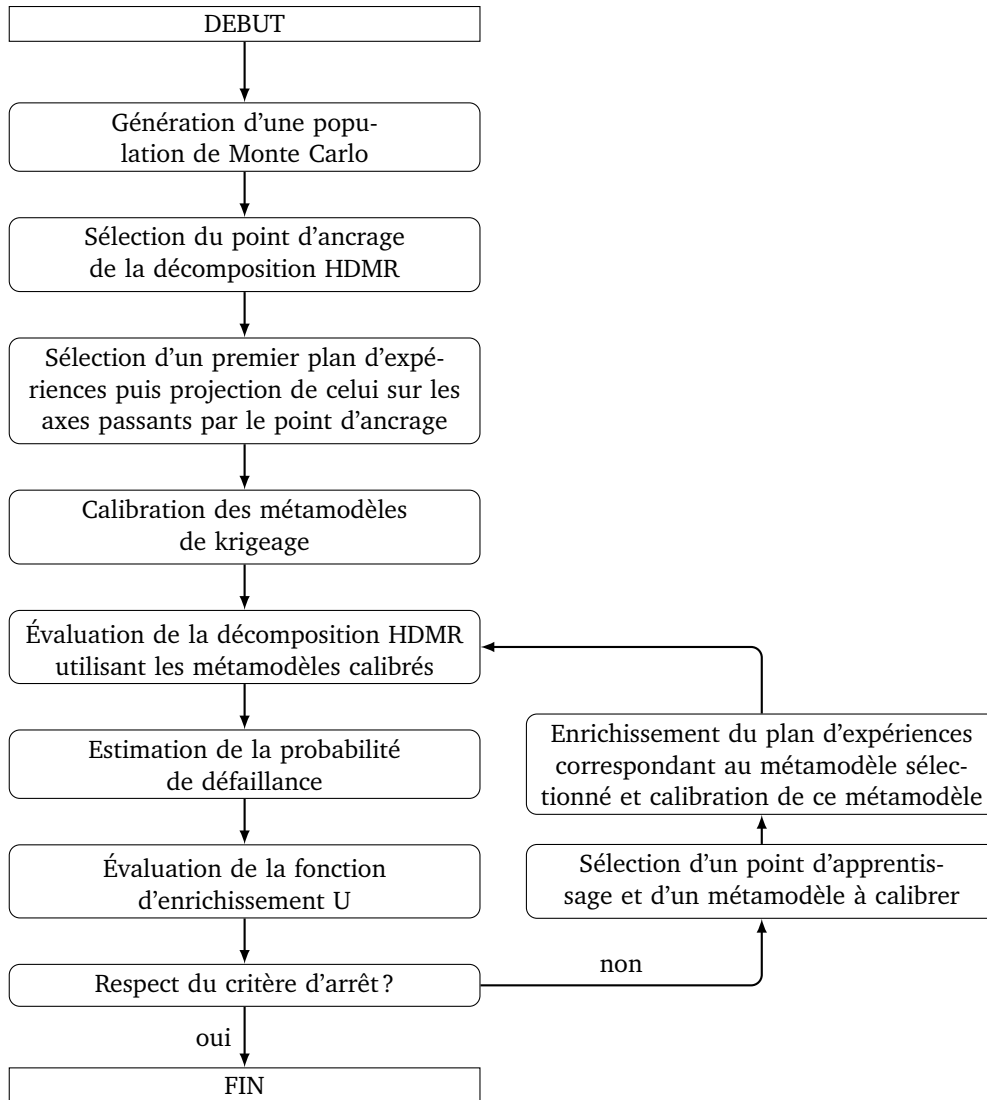 DEBUT
Génération d'une popu-
lation de Monte Carlo
Sélection du point d'ancrage
de la décomposition HDMR
Sélection d'un premier plan d'expé-
riences puis projection de celui sur les
axes passants par le point d'ancrage
Calibration des métamodèles
de krigeage
Évaluation de la décomposition HDMR
utilisant les métamodèles calibrés
Estimation de la probabilité
de défaillance
Évaluation de la fonction
d'enrichissement U
Respect du critère d'arrêt ?
non
Sélection d'un point d'apprentis-
sage et d'un métamodèle à calibrer
Enrichissement du plan d'expériences
correspondant au métamodèle sélec-
tionné et calibration de ce métamodèle
oui
FIN